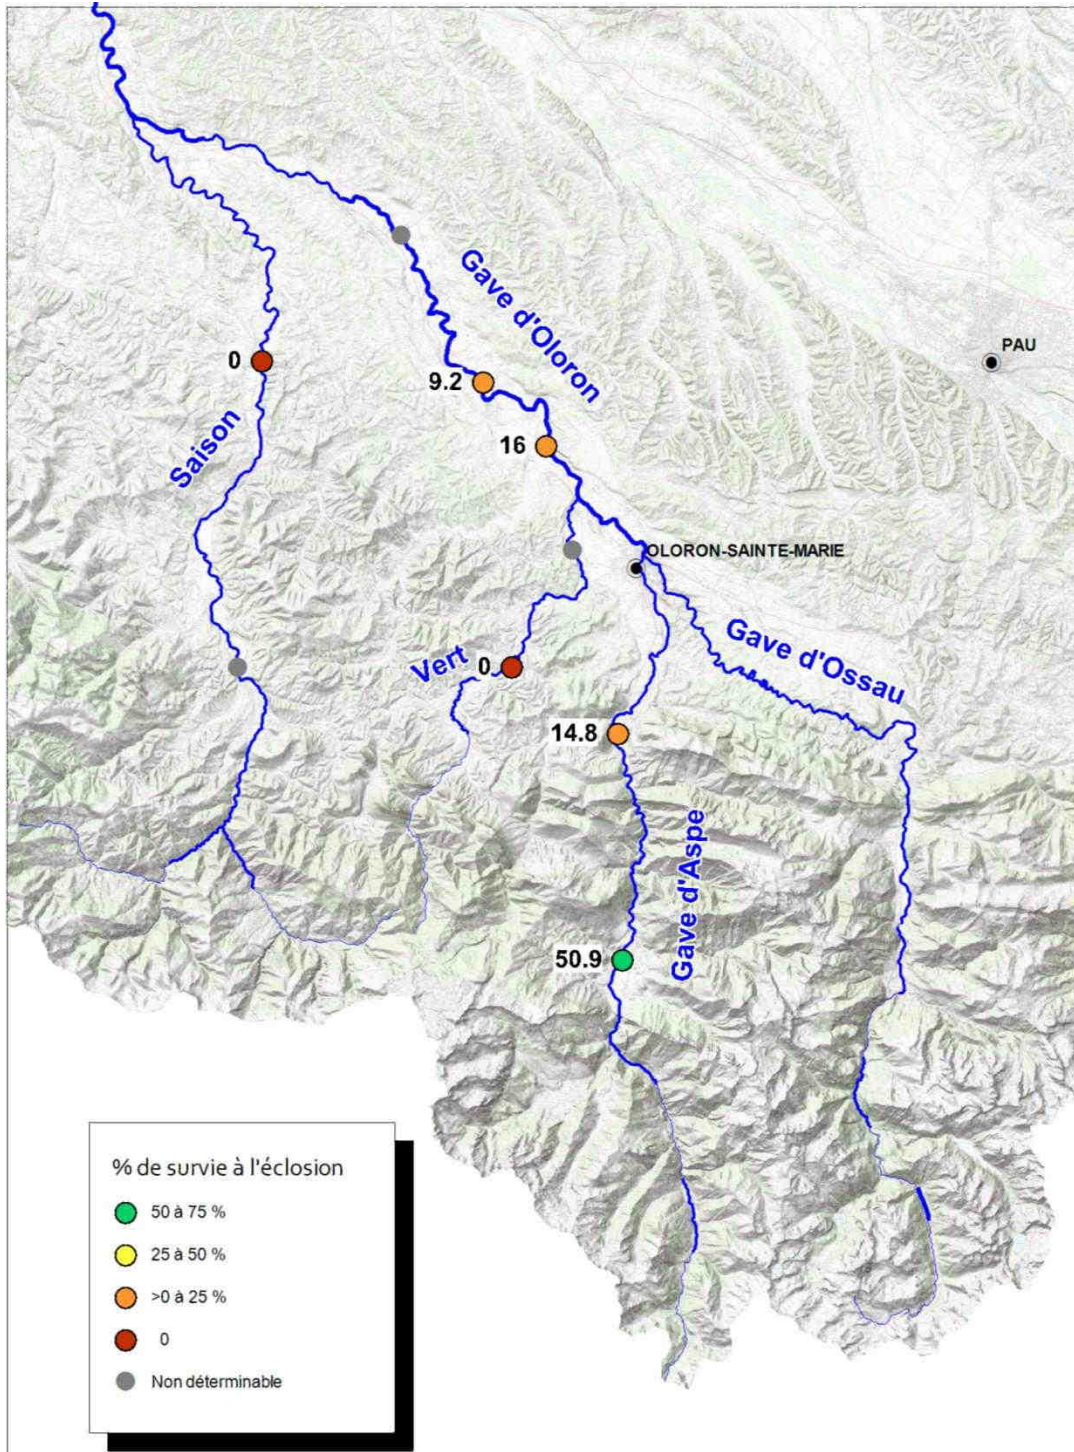 Gave d'Oloron
PAU
0
9.2
Saison
16
OLORON-SAINTE-MARIE
Gave d'Ossau
Vert
0
14.8
Gave d'Aspe
50.9
% de survie à l'éclosion
50 à 75 %
25 à 50 %
>0 à 25 %
0
Non déterminable